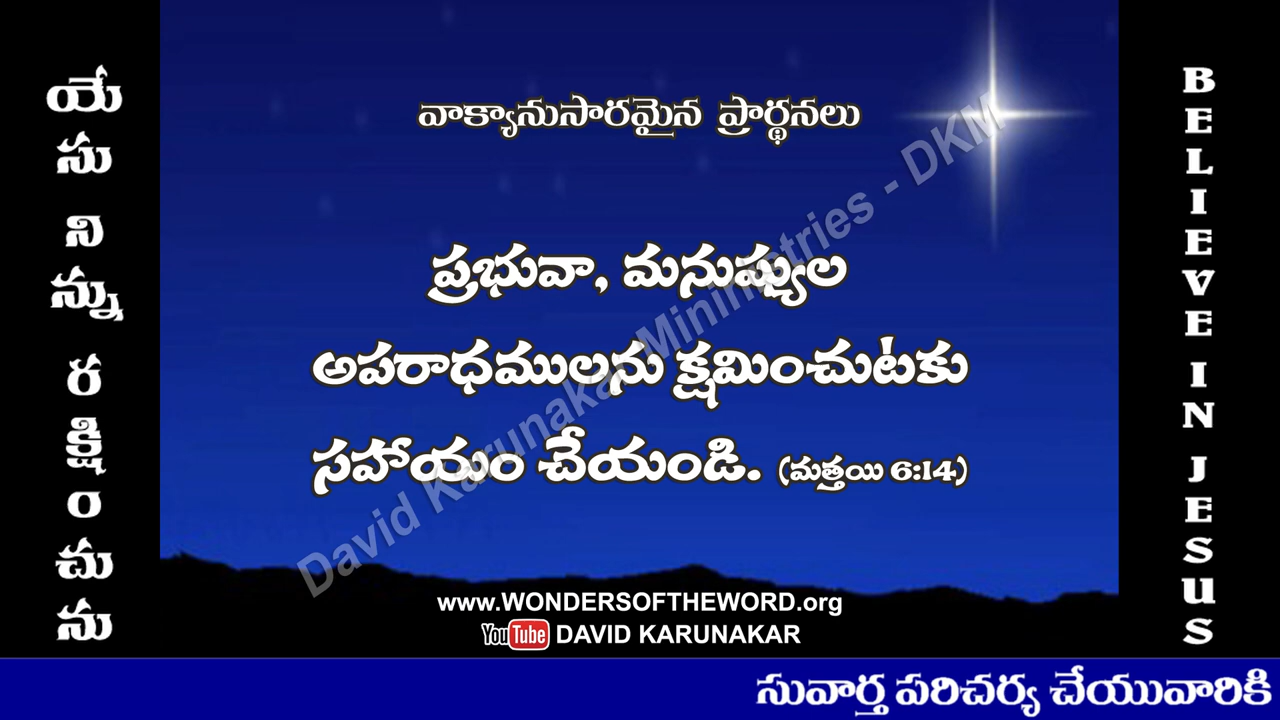 యేసు నిన్ను రక్షించును
వాక్యానుసారమైన ప్రార్థనలు
ప్రభువా, మనుష్యుల
అపరాధములను క్షమించుటకు
సహాయం చేయండి. (మత్తయి 6:14)
David Karunakar Mininistries - DKM
www.WONDERSOFTHEWORD.org
YouTube DAVID KARUNAKAR
BELIEVE IN JESUS
సువార్త పరిచర్య చేయువారికి